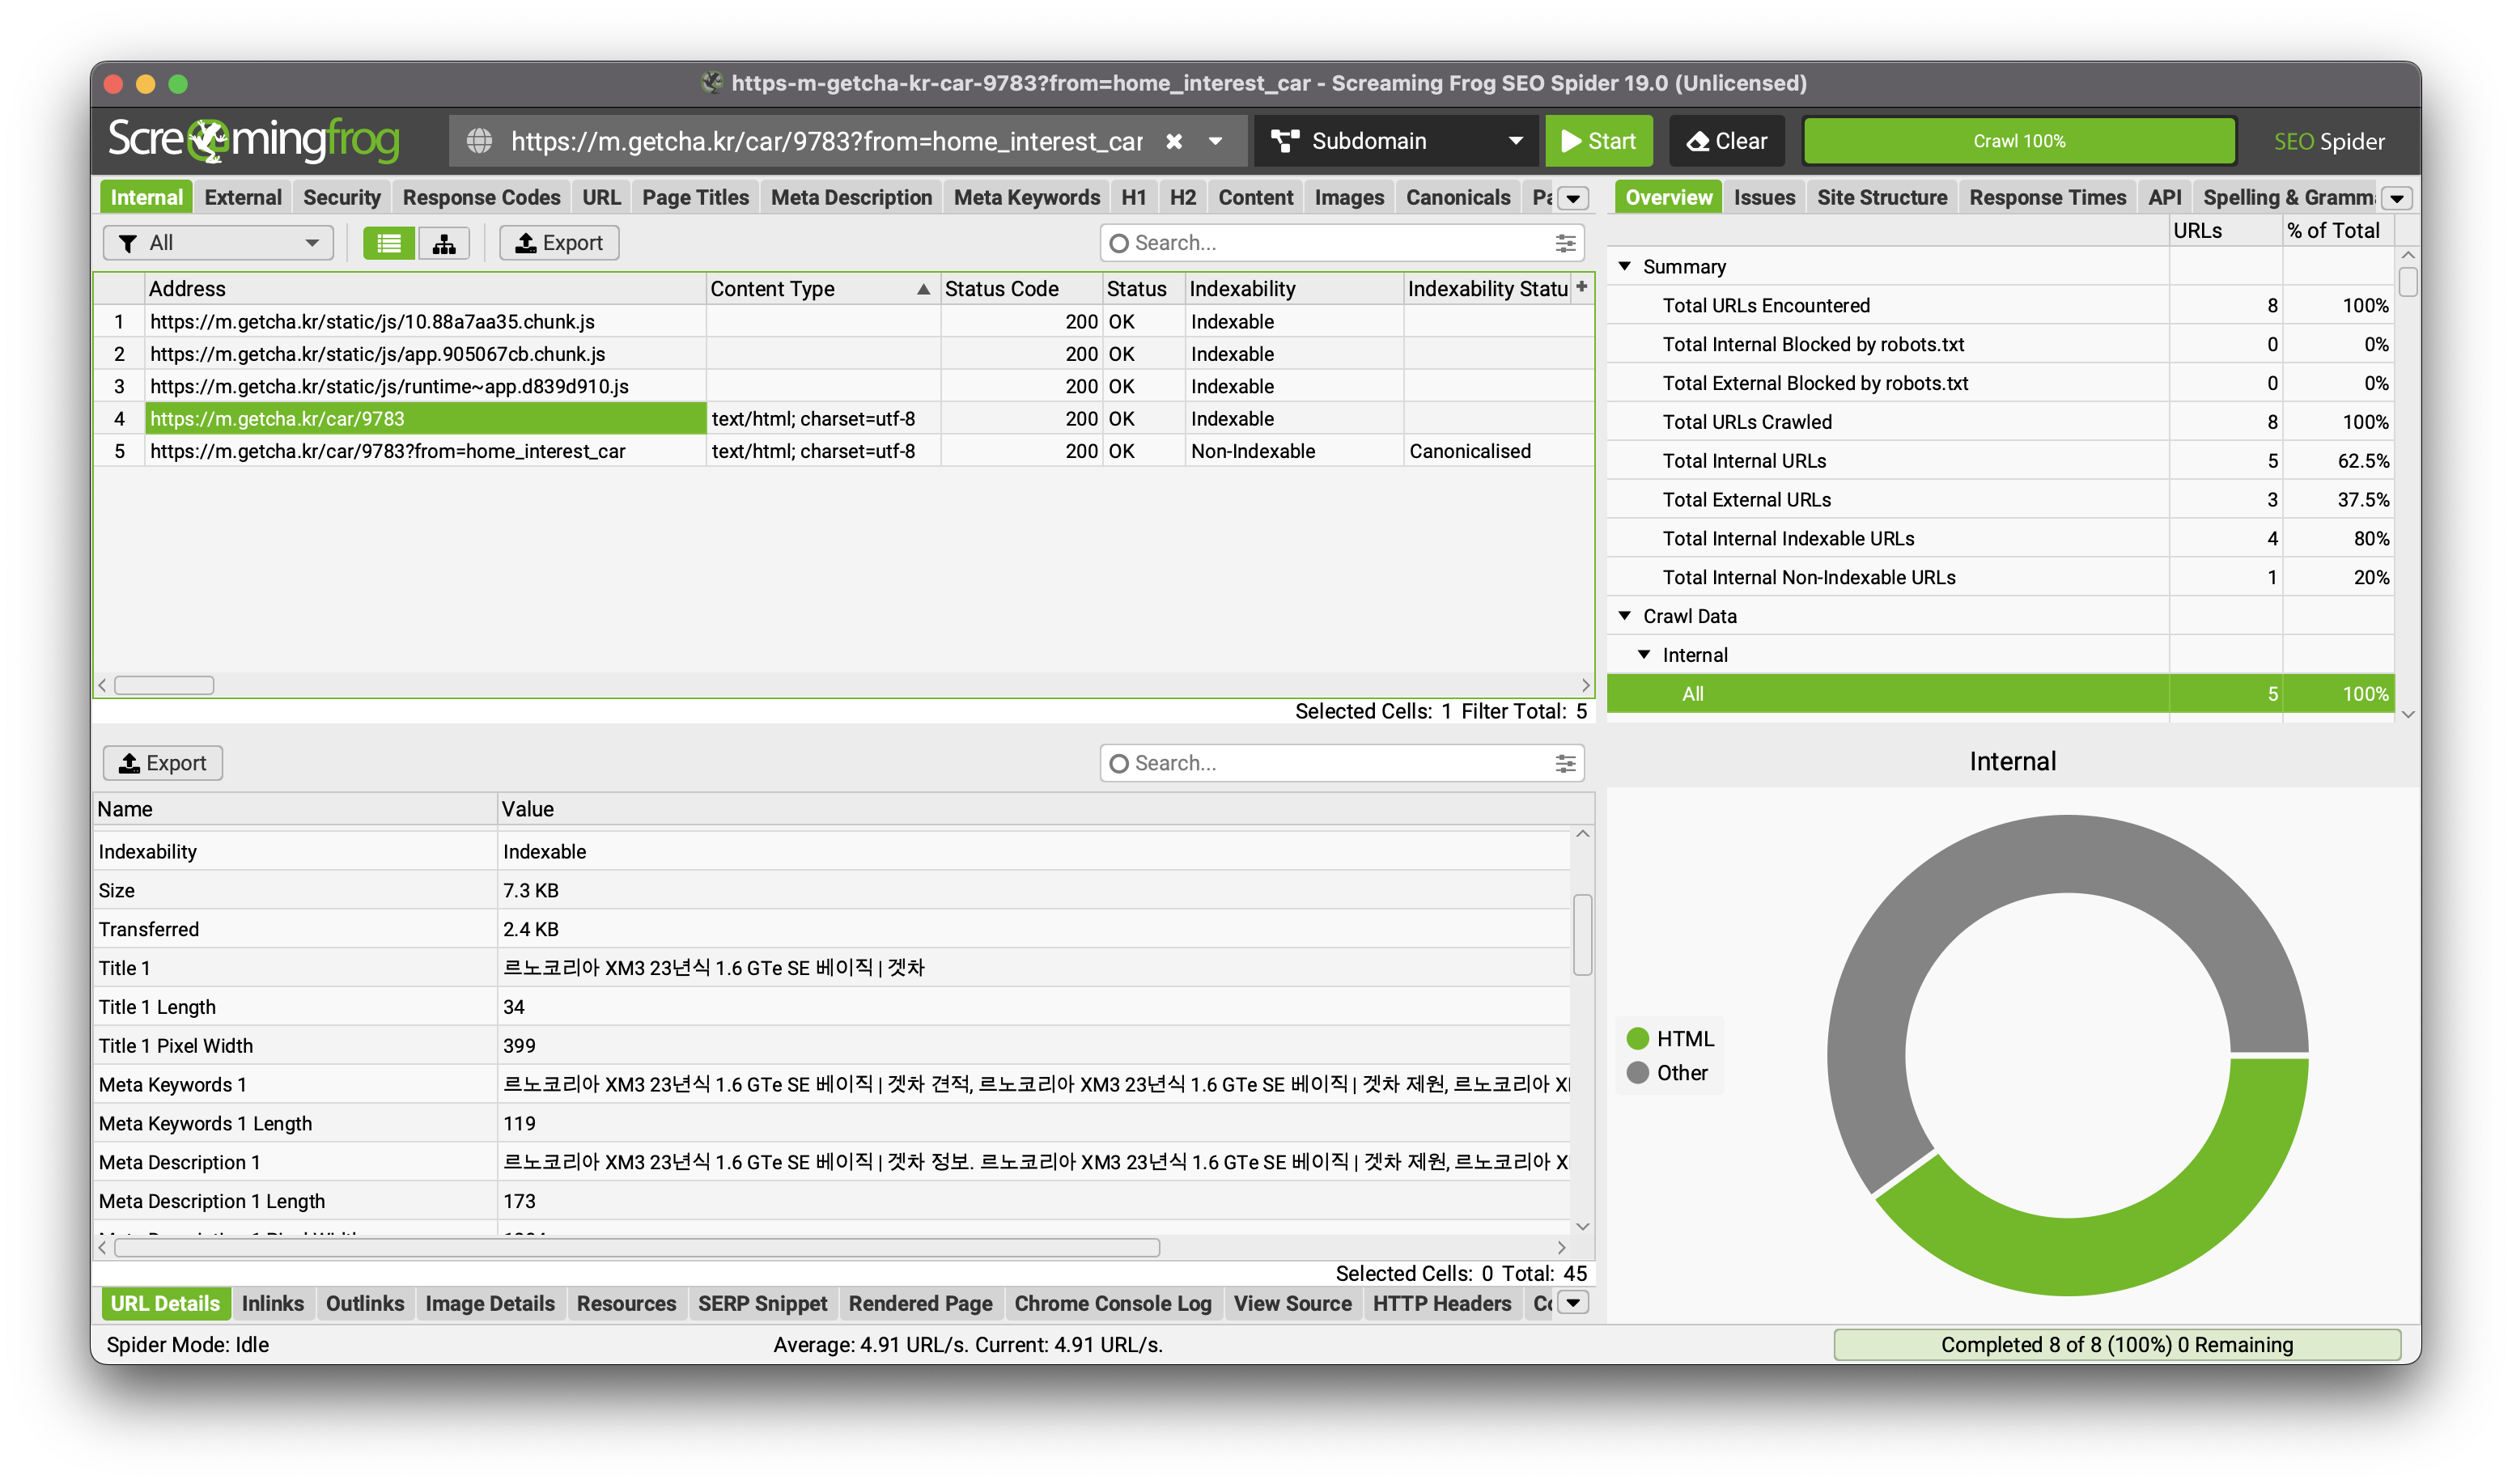 https-m-getcha-kr-car-9783?from=home_interest_car - Screaming Frog SEO Spider 19.0 (Unlicensed)
Screamingfrog https://m.getcha.kr/car/9783?from=home_interest_car Subdomain Start Clear Crawl 100% SEO Spider
Internal External Security Response Codes URL Page Titles Meta Description Meta Keywords H1 H2 Content Images Canonicals
All Export Search...
Address Content Type Status Code Status Indexability Indexability Statu +
1 https://m.getcha.kr/static/js/10.88a7aa35.chunk.js 200 OK Indexable
2 https://m.getcha.kr/static/js/app.905067cb.chunk.js 200 OK Indexable
3 https://m.getcha.kr/static/js/runtime~app.d839d910.js 200 OK Indexable
4 https://m.getcha.kr/car/9783 text/html; charset=utf-8 200 OK Indexable
5 https://m.getcha.kr/car/9783?from=home_interest_car text/html; charset=utf-8 200 OK Non-Indexable Canonicalised
Selected Cells: 1 Filter Total: 5
Export Search...
Name Value
Indexability Indexable
Size 7.3 KB
Transferred 2.4 KB
Title 1 르노코리아 XM3 23년식 1.6 GTe SE 베이직 | 겟차
Title 1 Length 34
Title 1 Pixel Width 399
Meta Keywords 1 르노코리아 XM3 23년식 1.6 GTe SE 베이직 | 겟차 견적, 르노코리아 XM3 23년식 1.6 GTe SE 베이직 | 겟차 제원, 르노코리아
Meta Keywords 1 Length 119
Meta Description 1 르노코리아 XM3 23년식 1.6 GTe SE 베이직 | 겟차 정보. 르노코리아 XM3 23년식 1.6 GTe SE 베이직 | 겟차 제원, 르노코리아
Meta Description 1 Length 173
Selected Cells: 0 Total: 45
URL Details Inlinks Outlinks Image Details Resources SERP Snippet Rendered Page Chrome Console Log View Source HTTP Headers
Overview Issues Site Structure Response Times API Spelling & Gramm
URLs % of Total
Summary
Total URLs Encountered 8 100%
Total Internal Blocked by robots.txt 0 0%
Total External Blocked by robots.txt 0 0%
Total URLs Crawled 8 100%
Total Internal URLs 5 62.5%
Total External URLs 3 37.5%
Total Internal Indexable URLs 4 80%
Total Internal Non-Indexable URLs 1 20%
Crawl Data
Internal
All 5 100%
Internal
HTML
Other
Spider Mode: Idle Average: 4.91 URL/s. Current: 4.91 URL/s. Completed 8 of 8 (100%) 0 Remaining